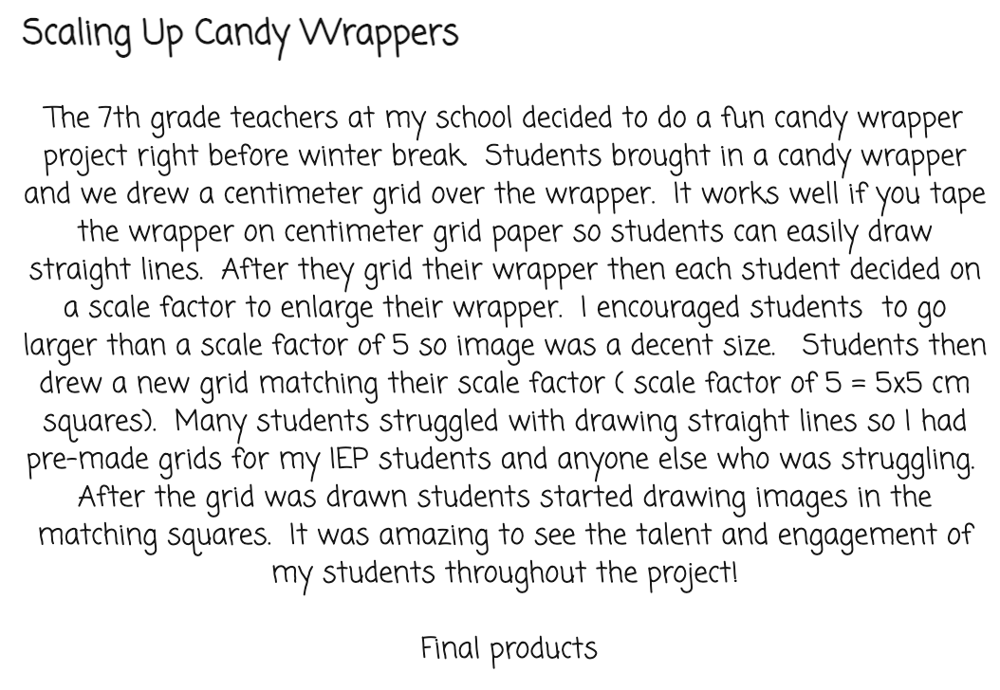 Scaling Up Candy Wrappers
The 7th grade teachers at my school decided to do a fun candy wrapper
project right before winter break.  Students brought in a candy wrapper
and we drew a centimeter grid over the wrapper.  It works well if you tape
the wrapper on centimeter grid paper so students can easily draw
straight lines.  After they grid their wrapper then each student decided on
a scale factor to enlarge their wrapper.  I encouraged students  to go
larger than a scale factor of 5 so image was a decent size.   Students then
drew a new grid matching their scale factor ( scale factor of 5 = 5x5 cm
squares).  Many students struggled with drawing straight lines so I had
pre-made grids for my IEP students and anyone else who was struggling.
After the grid was drawn students started drawing images in the
matching squares.  It was amazing to see the talent and engagement of
my students throughout the project!
Final products